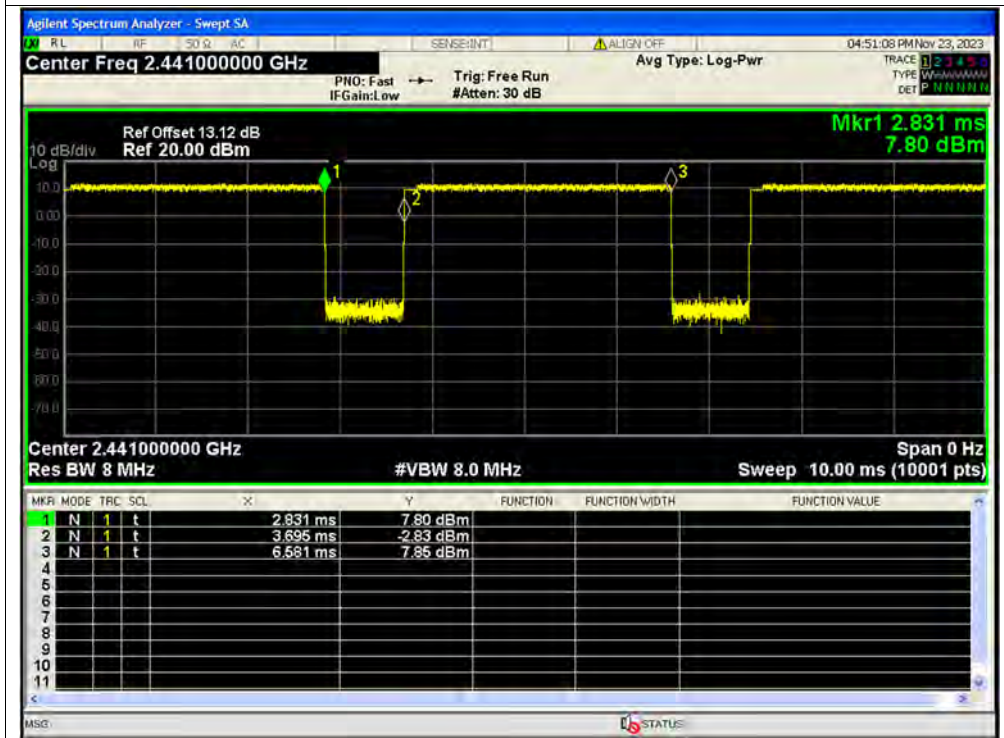 Agilent Spectrum Analyzer - Swept SA
RL RF 50 Ω AC SENSE:INT ALIGN OFF 04:51:08 PM Nov 23, 2023
Center Freq 2.441000000 GHz
PNO: Fast
IFGain:Low
Trig: Free Run
#Atten: 30 dB
Avg Type: Log-Pwr
TRACE 1 2 3 4 5 6
TYPE
DET P N N N N N
Mkr1 2.831 ms
7.80 dBm
Ref Offset 13.12 dB
10 dB/div Ref 20.00 dBm
Log
1
3
10.0
2
0.00
-10.0
-20.0
-30.0
-40.0
-50.0
-60.0
-70.0
Center 2.441000000 GHz Span 0 Hz
Res BW 8 MHz #VBW 8.0 MHz Sweep 10.00 ms (10001 pts)
MKR MODE TRC SCL X Y FUNCTION FUNCTION WIDTH FUNCTION VALUE
1 N 1 t 2.831 ms 7.80 dBm
2 N 1 t 3.695 ms -2.83 dBm
3 N 1 t 6.581 ms 7.85 dBm
4
5
6
7
8
9
10
11
MSG STATUS